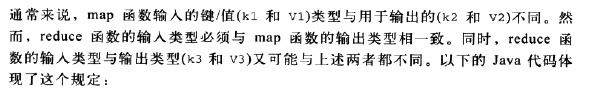 通常来说，map 函数输入的键/值(k1 和 V1)类型与用于输出的(k2 和 V2)不同。然
而，reduce 函数的输入类型必须与 map 函数的输出类型相一致。同时，reduce 函
数的输入类型与输出类型(k3 和 V3)又可能与上述两者都不同。以下的 Java 代码体
现了这个规定：